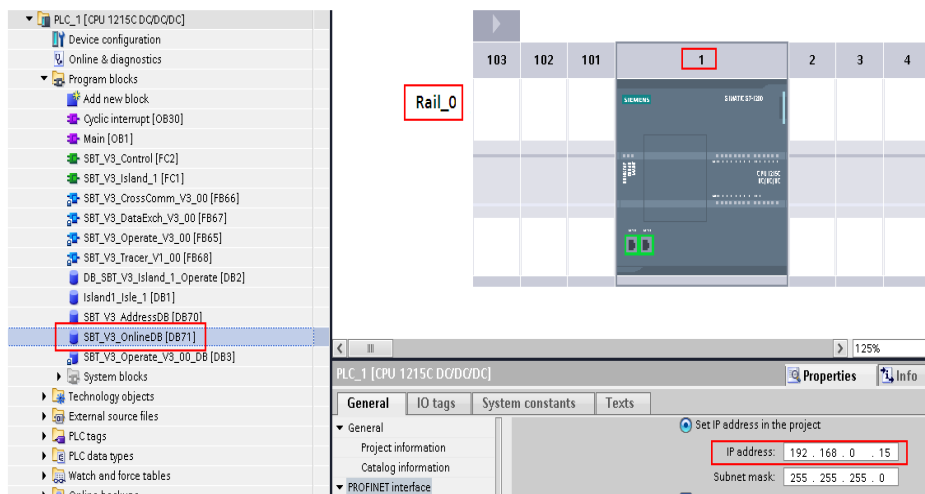 PLC_1 [CPU 1215C DC/DC/DC]
Device configuration
Online & diagnostics
Program blocks
Add new block
Cyclic interrupt [OB30]
Main [OB1]
SBT_V3_Control [FC2]
SBT_V3_Island_1 [FC1]
SBT_V3_CrossComm_V3_00 [FB66]
SBT_V3_DataExch_V3_00 [FB67]
SBT_V3_Operate_V3_00 [FB65]
SBT_V3_Tracer_V1_00 [FB68]
DB_SBT_V3_Island_1_Operate [DB2]
Island1_Isle_1 [DB1]
SBT_V3_AddressDB [DB70]
SBT_V3_OnlineDB [DB71]
SBT_V3_Operate_V3_00_DB [DB3]
System blocks
Technology objects
External source files
PLC tags
PLC data types
Watch and force tables
Online backups
103 102 101 1 2 3 4
Rail_0
SIEMENS SIMATIC S7-1200
CPU 1215C
DC/DC/DC
125%
PLC_1 [CPU 1215C DC/DC/DC]
Properties Info
General IO tags System constants Texts
General
Project information
Catalog information
PROFINET interface
Set IP address in the project
IP address: 192 . 168 . 0 . 15
Subnet mask: 255 . 255 . 255 . 0